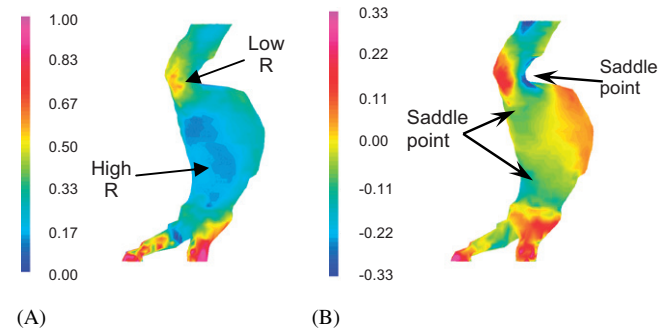 1.00
0.83
0.67
0.50
0.33
0.17
0.00
Low
R
High
R
(A)
0.33
0.22
0.11
0.00
-0.11
-0.22
-0.33
Saddle
point
Saddle
point
(B)